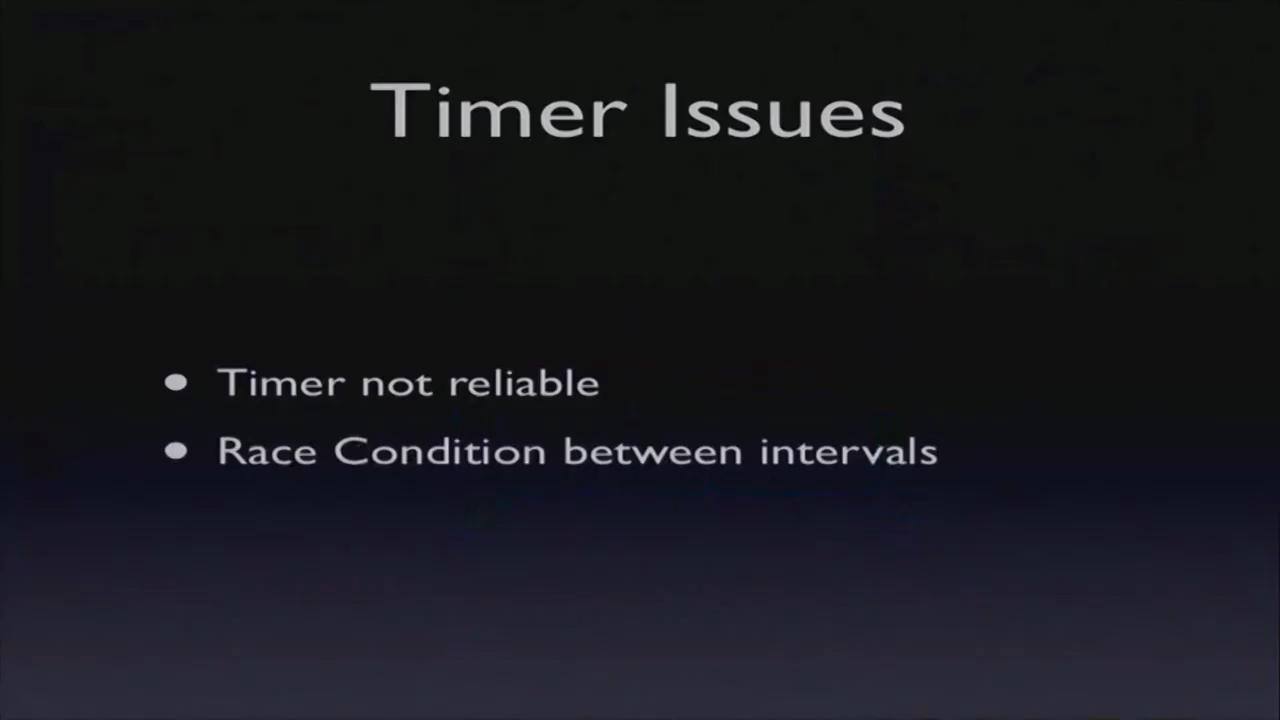 Timer Issues
• Timer not reliable
• Race Condition between intervals